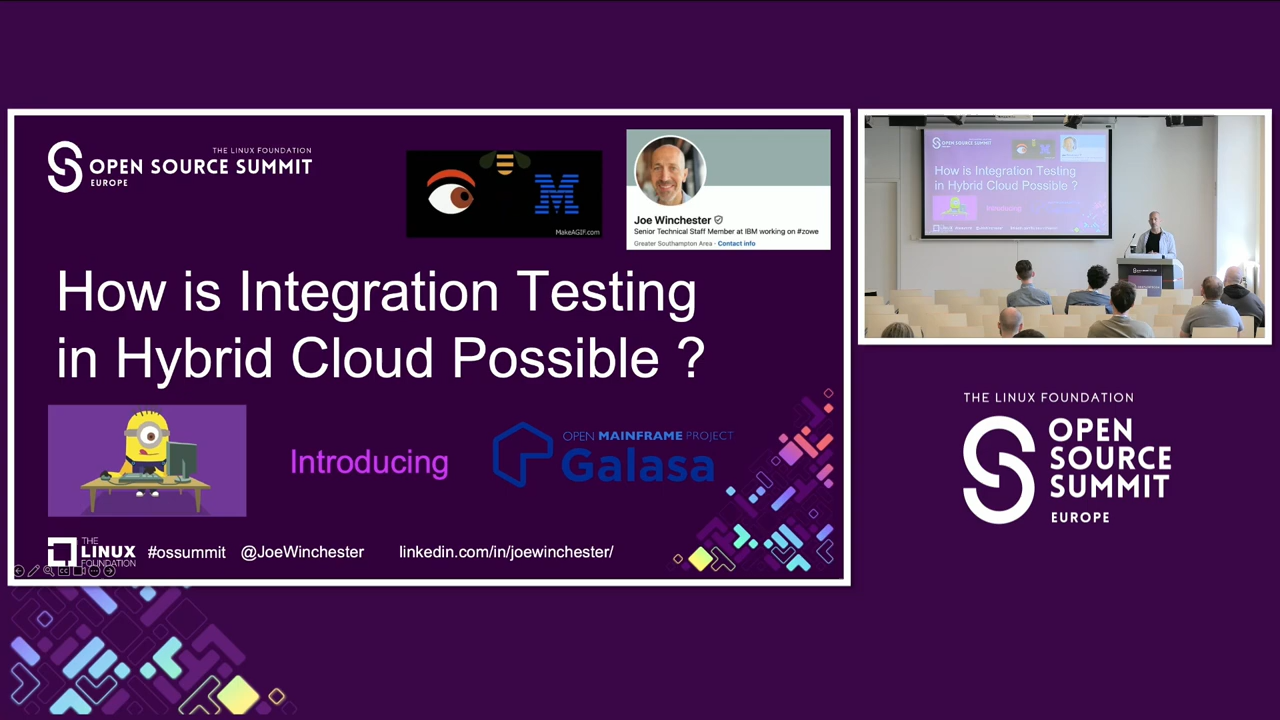 THE LINUX FOUNDATION
OPEN SOURCE SUMMIT
EUROPE
M
MakeAGIF.com
Joe Winchester
Senior Technical Staff Member at IBM working on #zowe
Greater Southampton Area · Contact info
How is Integration Testing
in Hybrid Cloud Possible ?
Introducing
OPEN MAINFRAME PROJECT
Galasa
THE
LINUX
FOUNDATION
#ossummit @JoeWinchester linkedin.com/in/joewinchester/
OPEN SOURCE SUMMIT
How is Integration Testing
in Hybrid Cloud Possible ?
THE LINUX FOUNDATION
OPEN
SOURCE
SUMMIT
EUROPE